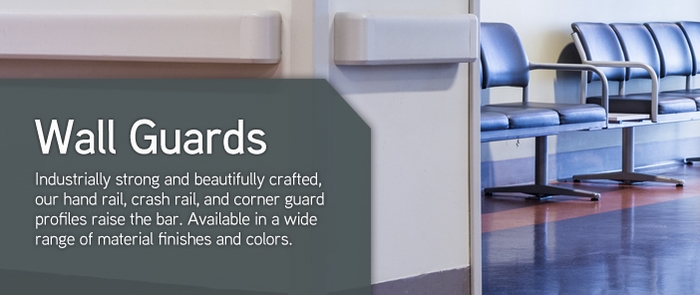 Wall Guards
Industrially strong and beautifully crafted,
our hand rail, crash rail, and corner guard
profiles raise the bar. Available in a wide
range of material finishes and colors.